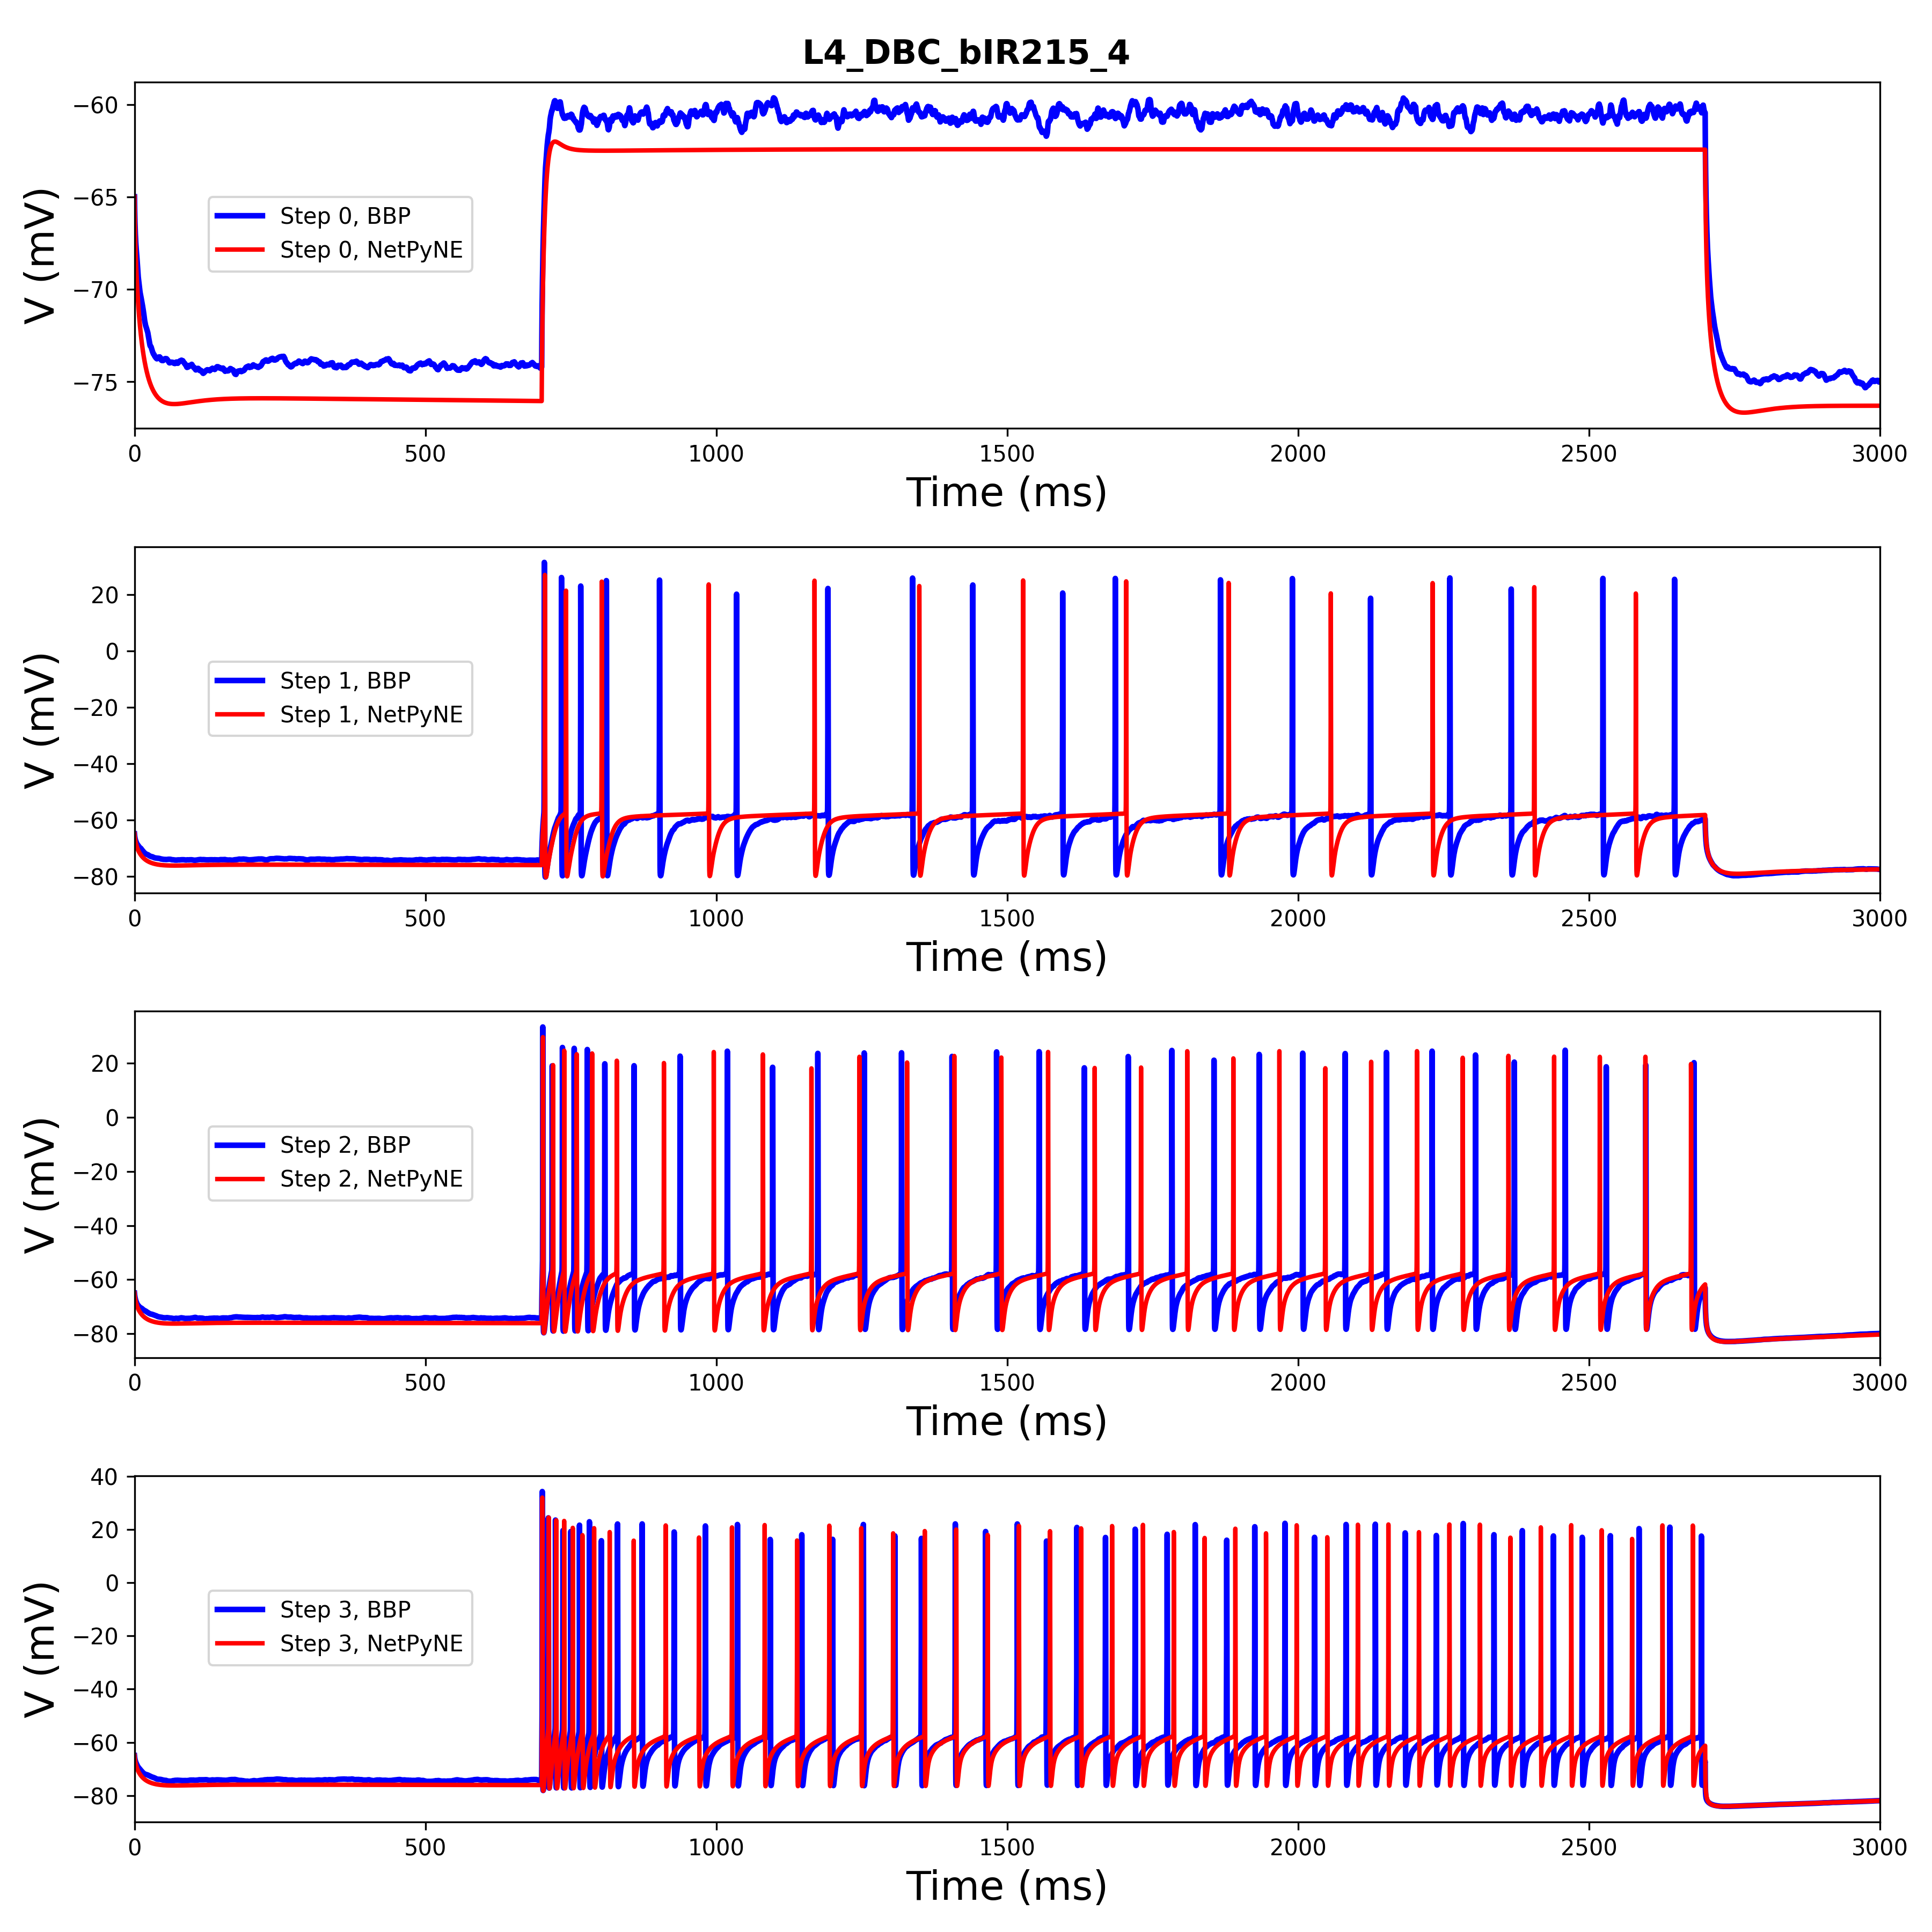 L4_DBC_bIR215_4
−60
−65
−70
−75
V (mV)
Step 0, BBP
Step 0, NetPyNE
0 500 1000 1500 2000 2500 3000
Time (ms)
20
0
−20
−40
−60
−80
V (mV)
Step 1, BBP
Step 1, NetPyNE
0 500 1000 1500 2000 2500 3000
Time (ms)
20
0
−20
−40
−60
−80
V (mV)
Step 2, BBP
Step 2, NetPyNE
0 500 1000 1500 2000 2500 3000
Time (ms)
40
20
0
−20
−40
−60
−80
V (mV)
Step 3, BBP
Step 3, NetPyNE
0 500 1000 1500 2000 2500 3000
Time (ms)